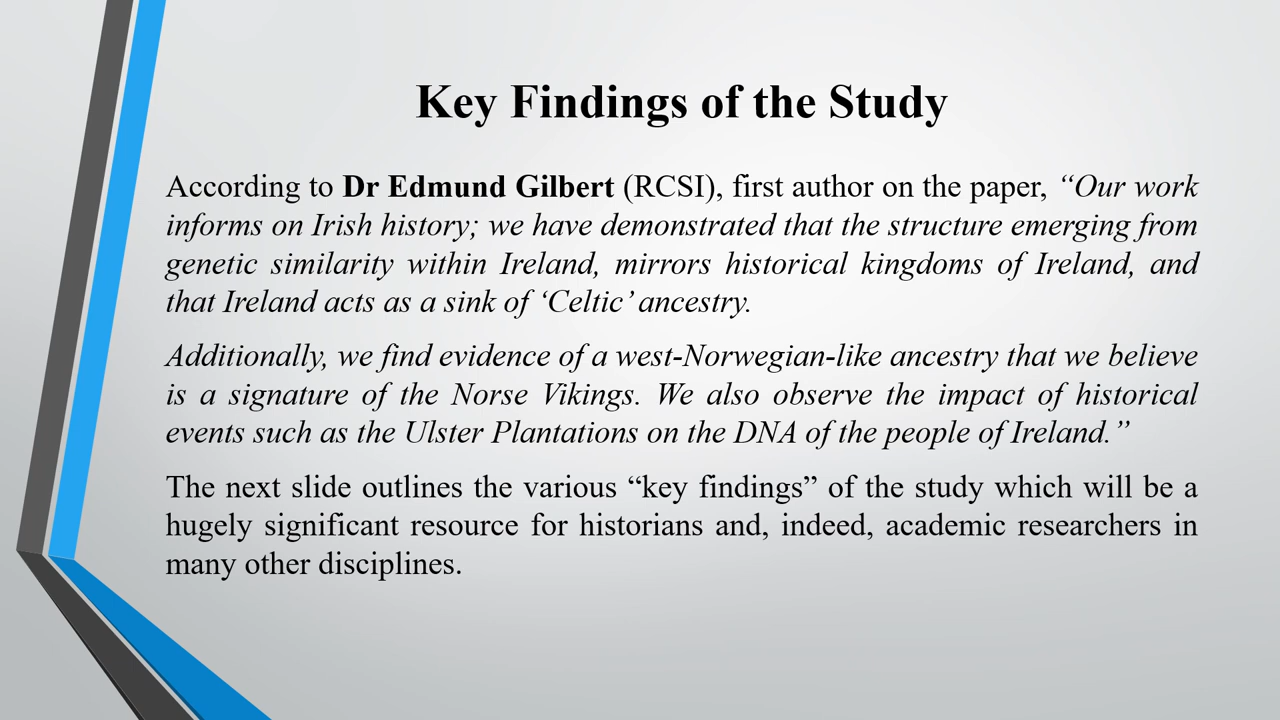 Key Findings of the Study
According to Dr Edmund Gilbert (RCSI), first author on the paper, “Our work
informs on Irish history; we have demonstrated that the structure emerging from
genetic similarity within Ireland, mirrors historical kingdoms of Ireland, and
that Ireland acts as a sink of ‘Celtic’ ancestry.
Additionally, we find evidence of a west-Norwegian-like ancestry that we believe
is a signature of the Norse Vikings. We also observe the impact of historical
events such as the Ulster Plantations on the DNA of the people of Ireland.”
The next slide outlines the various “key findings” of the study which will be a
hugely significant resource for historians and, indeed, academic researchers in
many other disciplines.